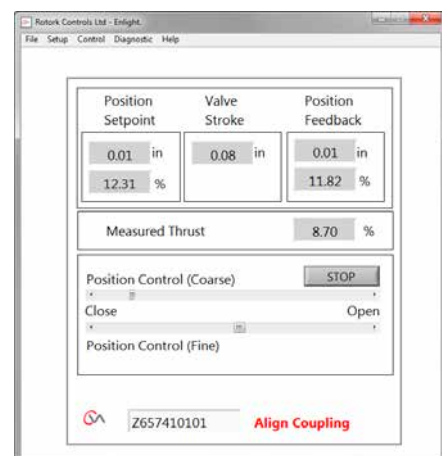 Rotork Controls Ltd - Enlight.
File Setup Control Diagnostic Help
Position Setpoint Valve Stroke Position Feedback
0.01 in 0.08 in 0.01 in
12.31 % 11.82 %
Measured Thrust 8.70 %
Position Control (Coarse) STOP
Close Open
Position Control (Fine)
Z657410101 Align Coupling